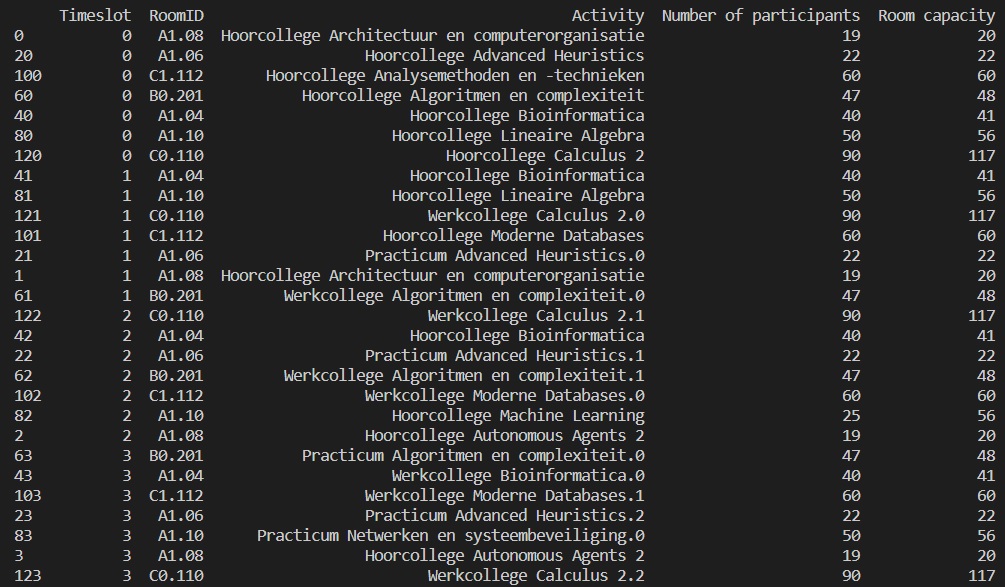 Timeslot RoomID Activity Number of participants Room capacity
0 0 A1.08 Hoorcollege Architectuur en computerorganisatie 19 20
20 0 A1.06 Hoorcollege Advanced Heuristics 22 22
100 0 C1.112 Hoorcollege Analysemethoden en -technieken 60 60
60 0 B0.201 Hoorcollege Algoritmen en complexiteit 47 48
40 0 A1.04 Hoorcollege Bioinformatica 40 41
80 0 A1.10 Hoorcollege Lineaire Algebra 50 56
120 0 C0.110 Hoorcollege Calculus 2 90 117
41 1 A1.04 Hoorcollege Bioinformatica 40 41
81 1 A1.10 Hoorcollege Lineaire Algebra 50 56
121 1 C0.110 Werkcollege Calculus 2.0 90 117
101 1 C1.112 Hoorcollege Moderne Databases 60 60
21 1 A1.06 Practicum Advanced Heuristics.0 22 22
1 1 A1.08 Hoorcollege Architectuur en computerorganisatie 19 20
61 1 B0.201 Werkcollege Algoritmen en complexiteit.0 47 48
122 2 C0.110 Werkcollege Calculus 2.1 90 117
42 2 A1.04 Hoorcollege Bioinformatica 40 41
22 2 A1.06 Practicum Advanced Heuristics.1 22 22
62 2 B0.201 Werkcollege Algoritmen en complexiteit.1 47 48
102 2 C1.112 Werkcollege Moderne Databases.0 60 60
82 2 A1.10 Hoorcollege Machine Learning 25 56
2 2 A1.08 Hoorcollege Autonomous Agents 2 19 20
63 3 B0.201 Practicum Algoritmen en complexiteit.0 47 48
43 3 A1.04 Werkcollege Bioinformatica.0 40 41
103 3 C1.112 Werkcollege Moderne Databases.1 60 60
23 3 A1.06 Practicum Advanced Heuristics.2 22 22
83 3 A1.10 Practicum Netwerken en systeembeveiliging.0 50 56
3 3 A1.08 Hoorcollege Autonomous Agents 2 19 20
123 3 C0.110 Werkcollege Calculus 2.2 90 117